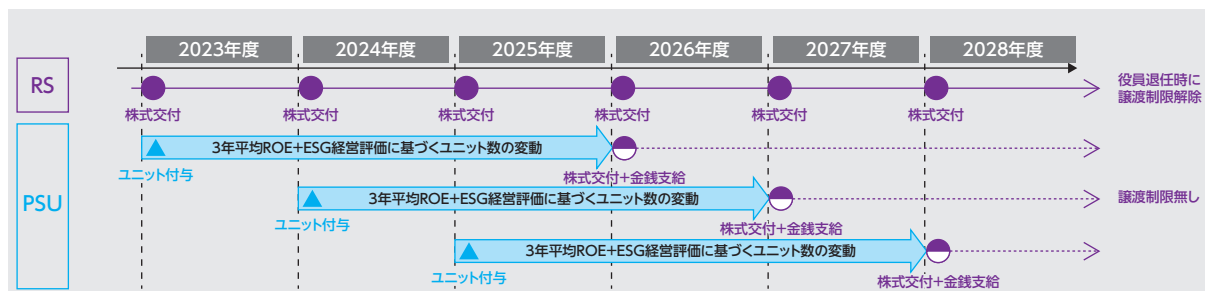 2023年度 2024年度 2025年度 2026年度 2027年度 2028年度
RS
役員退任時に
譲渡制限解除
株式交付 株式交付 株式交付 株式交付 株式交付 株式交付
PSU
3年平均ROE+ESG経営評価に基づくユニット数の変動
ユニット付与
株式交付+金銭支給
3年平均ROE+ESG経営評価に基づくユニット数の変動
譲渡制限無し
ユニット付与
株式交付+金銭支給
3年平均ROE+ESG経営評価に基づくユニット数の変動
ユニット付与
株式交付+金銭支給